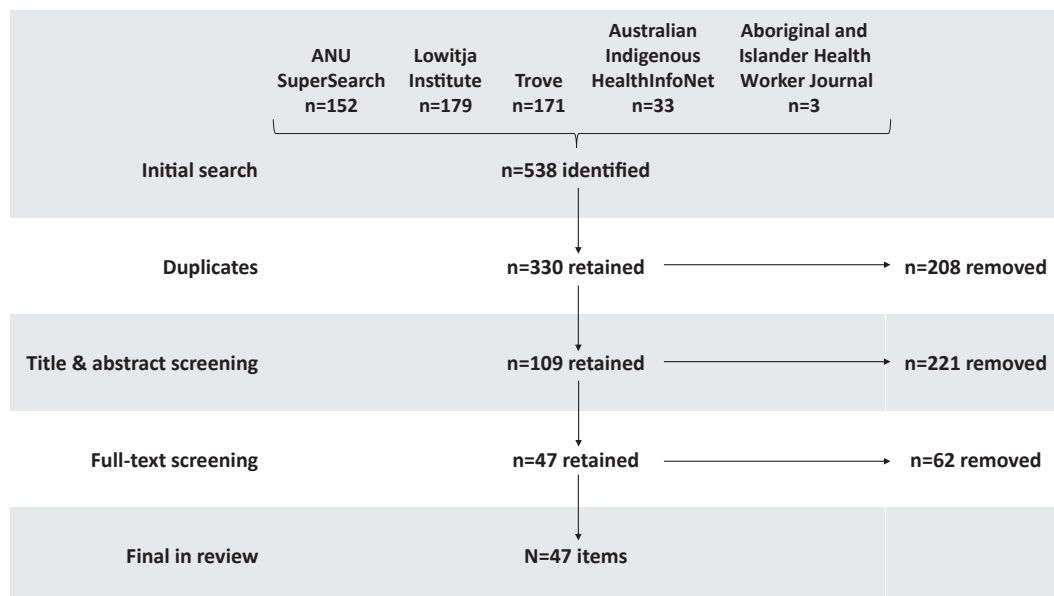 ANU
SuperSearch
n=152
Lowitja
Institute
n=179
Trove
n=171
Australian
Indigenous
HealthInfoNet
n=33
Aboriginal and
Islander Health
Worker Journal
n=3
Initial search
n=538 identified
Duplicates
n=330 retained
n=208 removed
Title & abstract screening
n=109 retained
n=221 removed
Full-text screening
n=47 retained
n=62 removed
Final in review
N=47 items